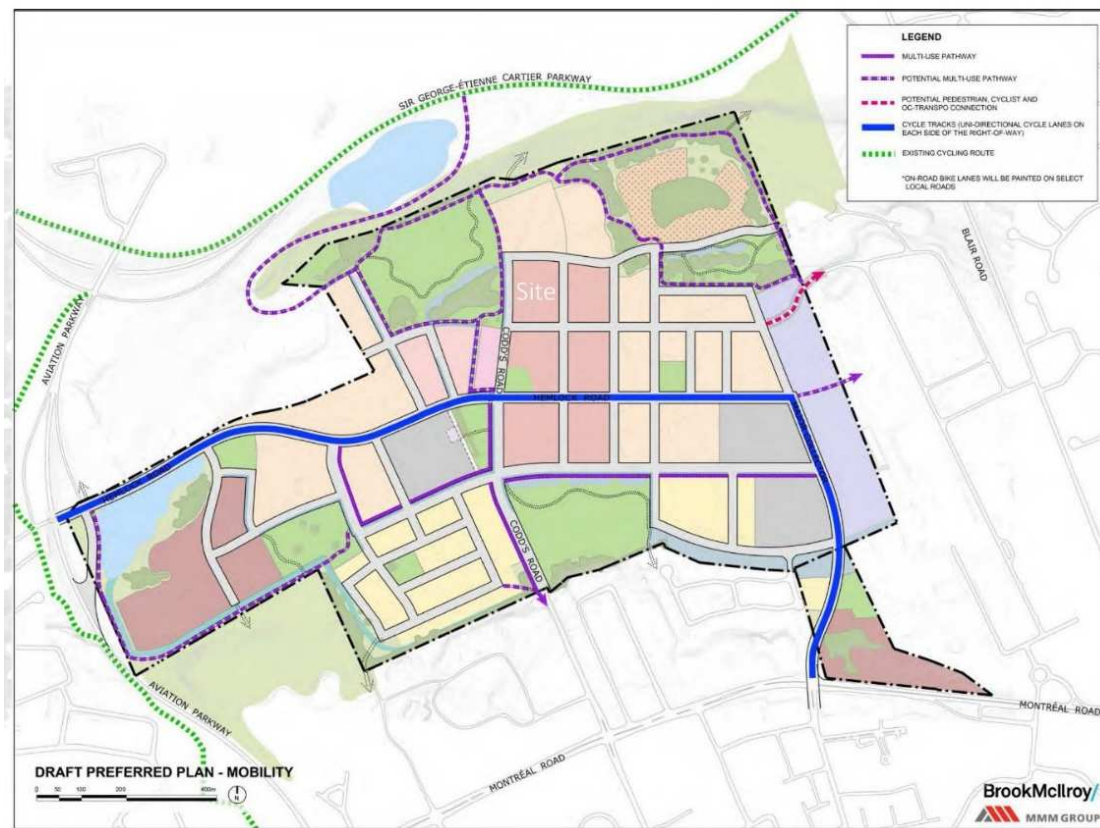 LEGEND
MULTI-USE PATHWAY
POTENTIAL MULTI-USE PATHWAY
POTENTIAL PEDESTRIAN, CYCLIST AND
OC-TRANSPO CONNECTION
CYCLE TRACKS (UNI-DIRECTIONAL CYCLE LANES ON
EACH SIDE OF THE RIGHT-OF-WAY)
EXISTING CYCLING ROUTE
*ON-ROAD BIKE LANES WILL BE PAINTED ON SELECT
LOCAL ROADS
SIR GEORGE-ÉTIENNE CARTIER PARKWAY
BLAIR ROAD
AVIATION PARKWAY
Site
CODD'S ROAD
HEMLOCK ROAD
HEMLOCK ROAD
CODD'S ROAD
AVIATION PARKWAY
MONTRÉAL ROAD
MONTRÉAL ROAD
DRAFT PREFERRED PLAN - MOBILITY
0 50 100 200 400m
BrookMcIlroy/
MMM GROUP